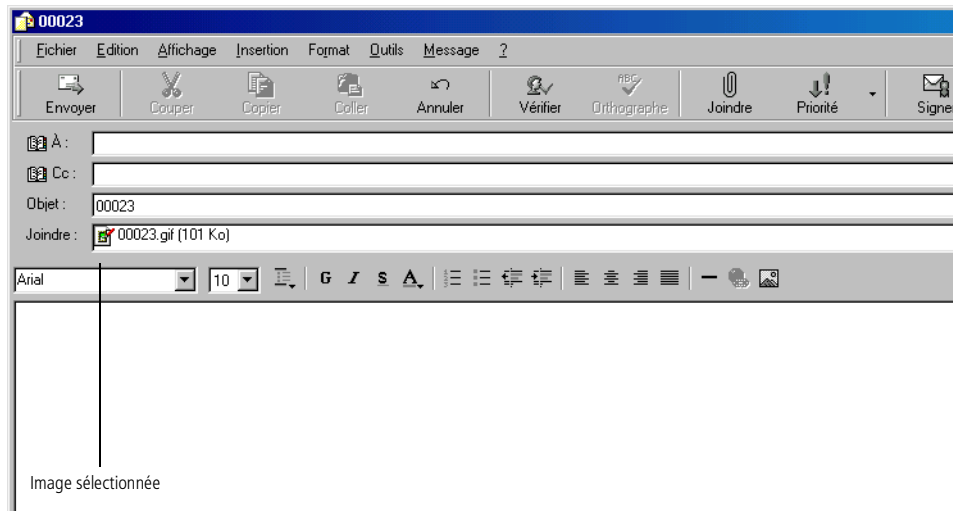 00023
Fichier Edition Affichage Insertion Format Outils Message ?
Envoyer Couper Copier Coller Annuler Vérifier Orthographe Joindre Priorité Signer
À :
Cc :
Objet : 00023
Joindre : 00023.gif (101 Ko)
Arial 10 G I S A
Image sélectionnée